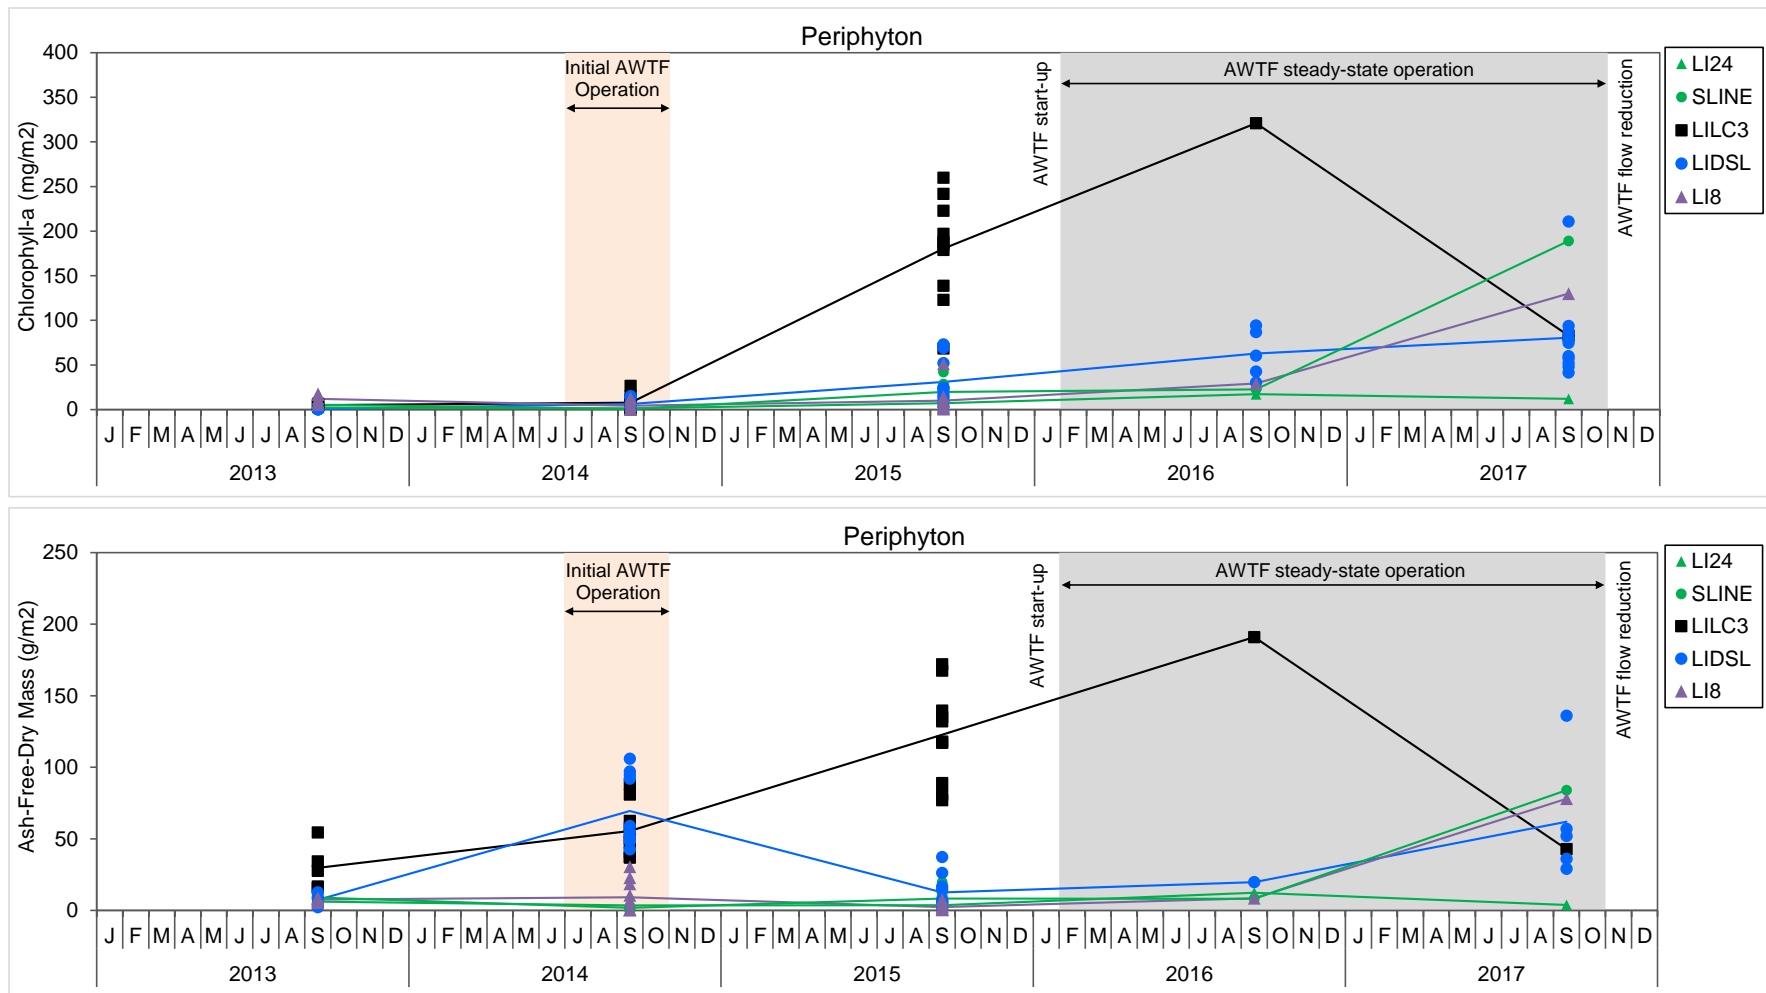 Periphyton
Chlorophyll-a (mg/m2)
400
350
300
250
200
150
100
50
0
Initial AWTF
Operation
AWTF start-up
AWTF steady-state operation
AWTF flow reduction
LI24
SLINE
LILC3
LIDSL
LI8
J F M A M J J A S O N D J F M A M J J A S O N D J F M A M J J A S O N D J F M A M J J A S O N D J F M A M J J A S O N D
2013 2014 2015 2016 2017
Periphyton
Ash-Free-Dry Mass (g/m2)
250
200
150
100
50
0
Initial AWTF
Operation
AWTF start-up
AWTF steady-state operation
AWTF flow reduction
LI24
SLINE
LILC3
LIDSL
LI8
J F M A M J J A S O N D J F M A M J J A S O N D J F M A M J J A S O N D J F M A M J J A S O N D J F M A M J J A S O N D
2013 2014 2015 2016 2017